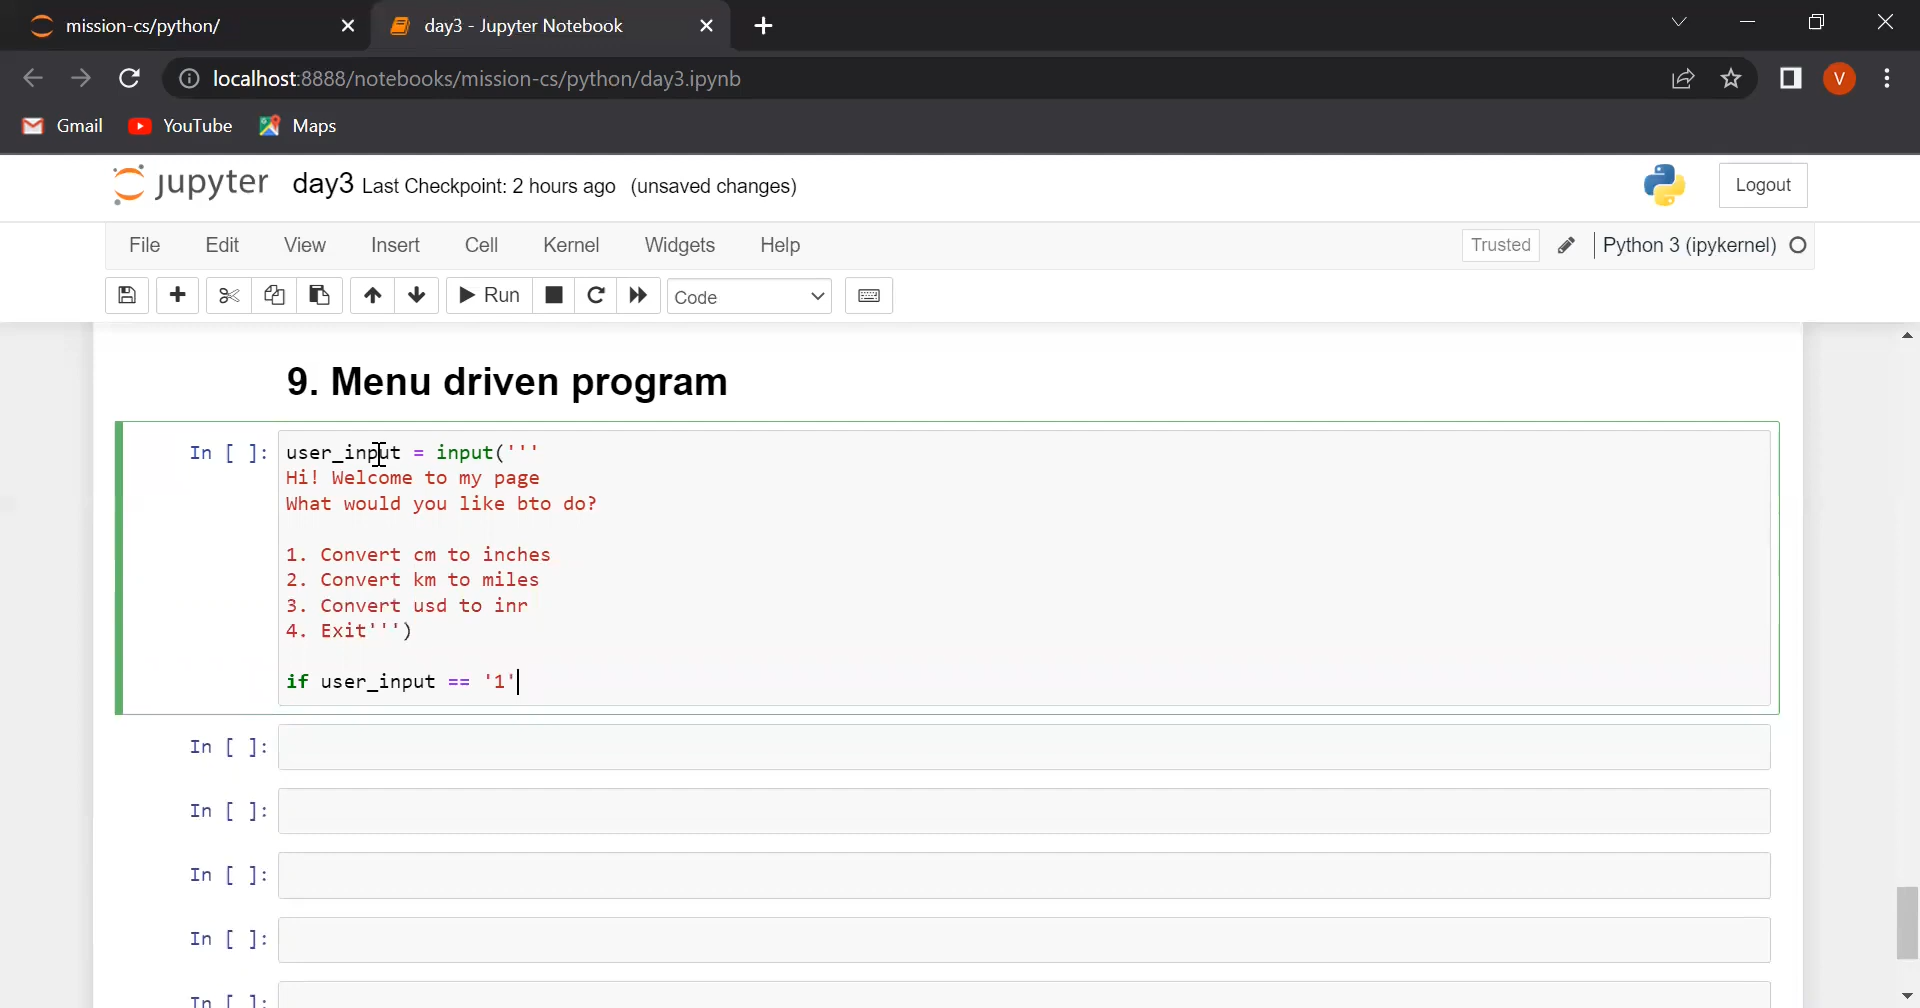 mission-cs/python/
day3 - Jupyter Notebook
localhost:8888/notebooks/mission-cs/python/day3.ipynb
V
Gmail
YouTube
Maps
jupyter
day3 Last Checkpoint: 2 hours ago (unsaved changes)
Logout
File Edit View Insert Cell Kernel Widgets Help
Trusted
Python 3 (ipykernel)
Run
Code
9. Menu driven program
In [ ]:
user_input = input('''
Hi! Welcome to my page
What would you like bto do?
1. Convert cm to inches
2. Convert km to miles
3. Convert usd to inr
4. Exit''')
if user_input == '1'
In [ ]:
In [ ]:
In [ ]:
In [ ]:
In [ ]: